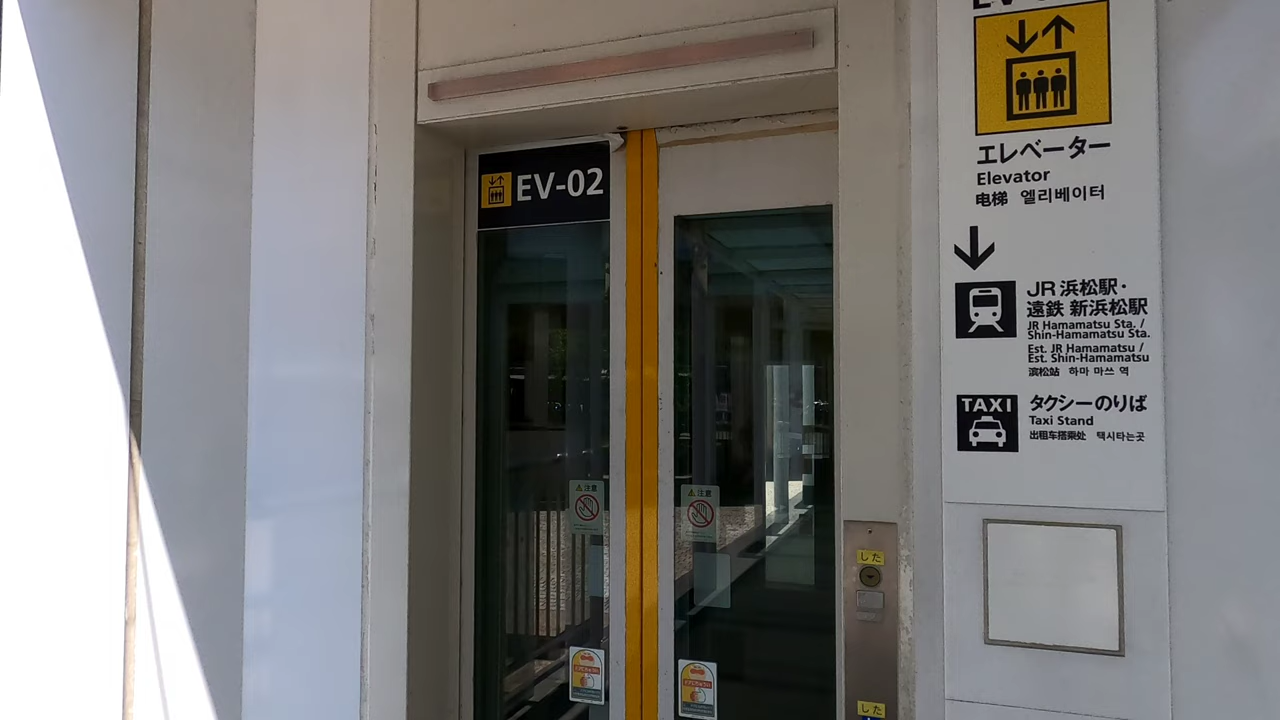 EV-02
エレベーター
Elevator
电梯 엘리베이터
JR 浜松駅・
遠鉄 新浜松駅
JR Hamamatsu Sta. /
Shin-Hamamatsu Sta.
Est. JR Hamamatsu /
Est. Shin-Hamamatsu
滨松站 하마 마쓰 역
TAXI
タクシーのりば
Taxi Stand
出租车搭乘处 택시타는곳
注意
注意
した
した